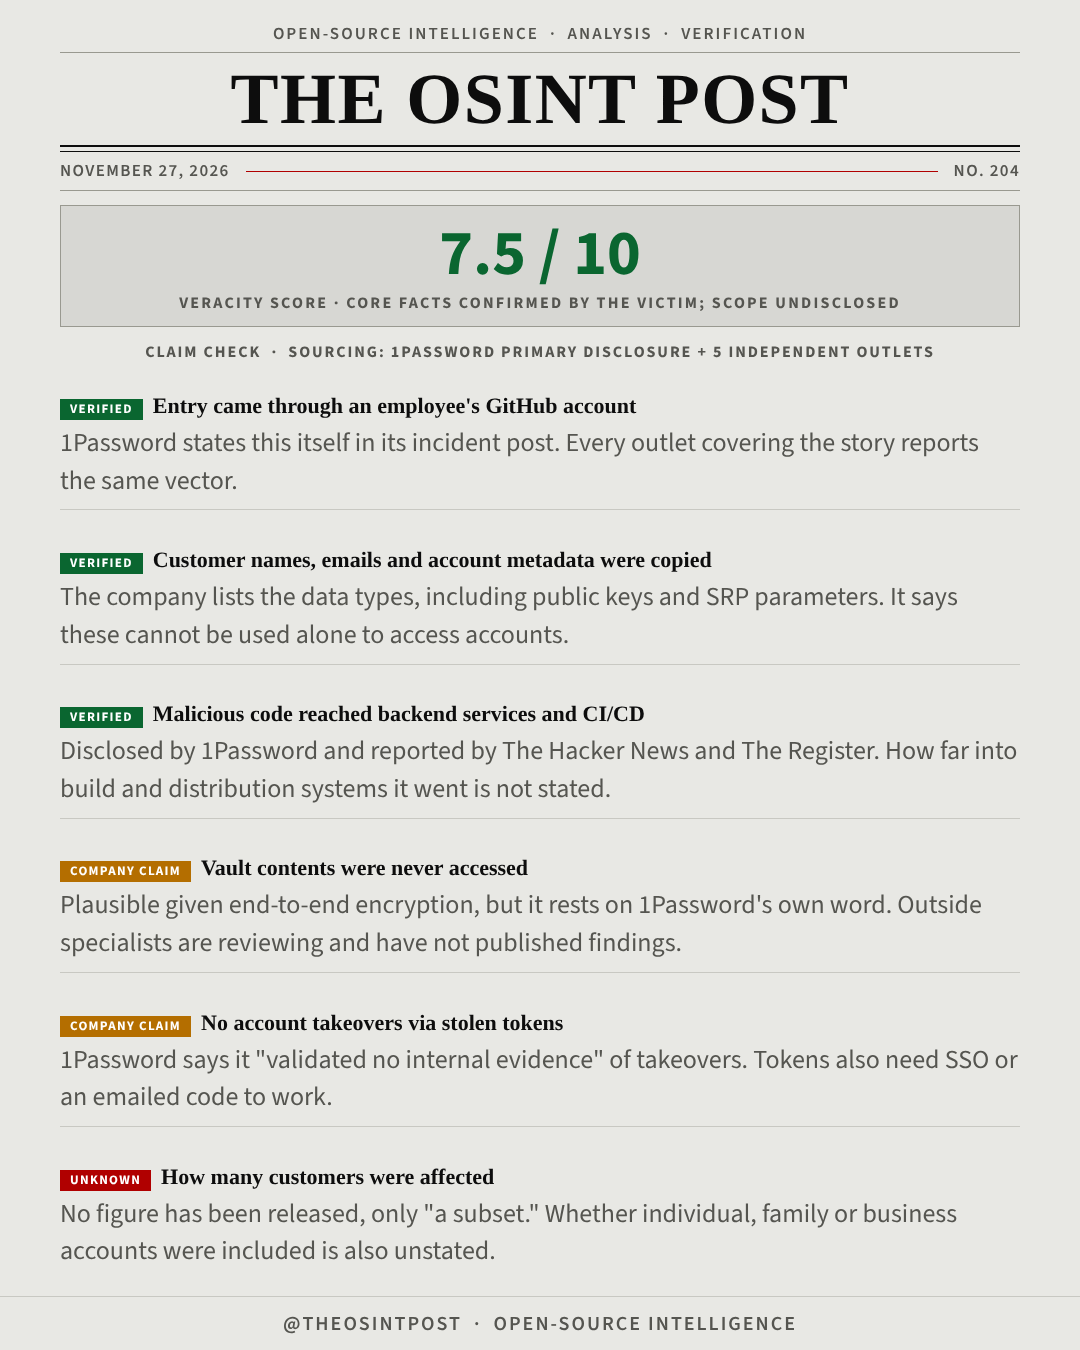 OPEN-SOURCE INTELLIGENCE · ANALYSIS · VERIFICATION
THE OSINT POST
NOVEMBER 27, 2026 NO. 204
7.5 / 10
VERACITY SCORE · CORE FACTS CONFIRMED BY THE VICTIM; SCOPE UNDISCLOSED
CLAIM CHECK · SOURCING: 1PASSWORD PRIMARY DISCLOSURE + 5 INDEPENDENT OUTLETS
VERIFIED Entry came through an employee's GitHub account
1Password states this itself in its incident post. Every outlet covering the story reports
the same vector.
VERIFIED Customer names, emails and account metadata were copied
The company lists the data types, including public keys and SRP parameters. It says
these cannot be used alone to access accounts.
VERIFIED Malicious code reached backend services and CI/CD
Disclosed by 1Password and reported by The Hacker News and The Register. How far into
build and distribution systems it went is not stated.
COMPANY CLAIM Vault contents were never accessed
Plausible given end-to-end encryption, but it rests on 1Password's own word. Outside
specialists are reviewing and have not published findings.
COMPANY CLAIM No account takeovers via stolen tokens
1Password says it "validated no internal evidence" of takeovers. Tokens also need SSO or
an emailed code to work.
UNKNOWN How many customers were affected
No figure has been released, only "a subset." Whether individual, family or business
accounts were included is also unstated.
@THEOSINTPOST · OPEN-SOURCE INTELLIGENCE